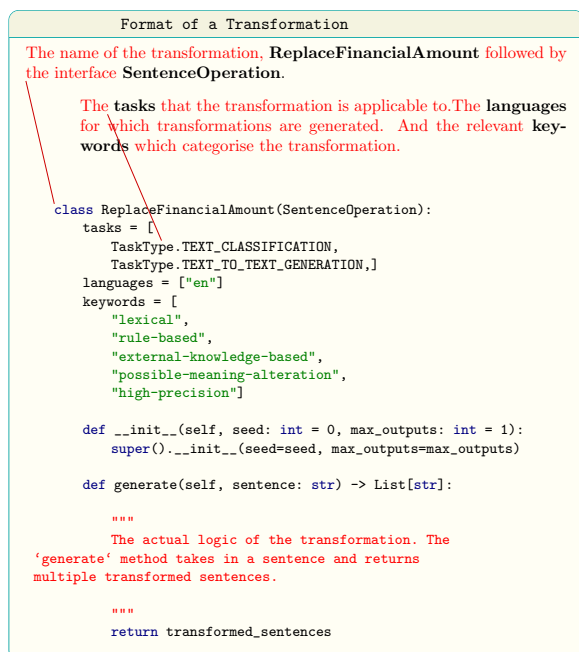 Format of a Transformation
The name of the transformation, ReplaceFinancialAmount followed by
the interface SentenceOperation.
The tasks that the transformation is applicable to.The languages
for which transformations are generated. And the relevant key-
words which categorise the transformation.
class ReplaceFinancialAmount(SentenceOperation):
    tasks = [
        TaskType.TEXT_CLASSIFICATION,
        TaskType.TEXT_TO_TEXT_GENERATION,]
    languages = ["en"]
    keywords = [
        "lexical",
        "rule-based",
        "external-knowledge-based",
        "possible-meaning-alteration",
        "high-precision"]
    def __init__(self, seed: int = 0, max_outputs: int = 1):
        super().__init__(seed=seed, max_outputs=max_outputs)
    def generate(self, sentence: str) -> List[str]:
        """
        The actual logic of the transformation. The
‘generate‘ method takes in a sentence and returns
multiple transformed sentences.
        """
        return transformed_sentences